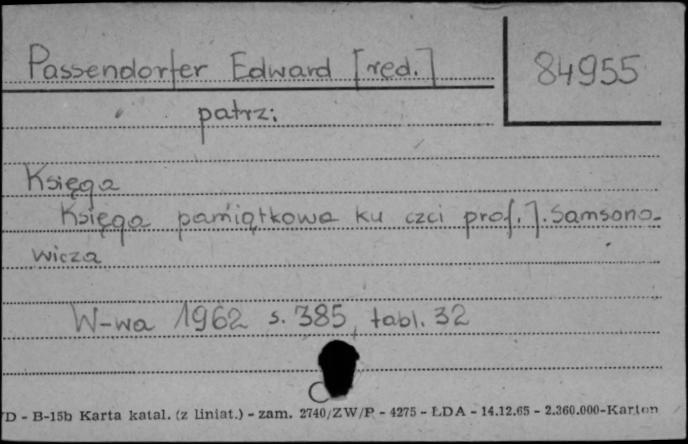 Passendorfer Edward [red.]
84955
patrz:
Księga
Księga pamiątkowa ku czci prof. J. Samsono-
wicza
W-wa 1962 s. 385, tabl. 32
D - B-15b Karta katal. (z liniat.) - zam. 2740/ZW/P - 4275 - ŁDA - 14.12.65 - 2.360.000-Karton